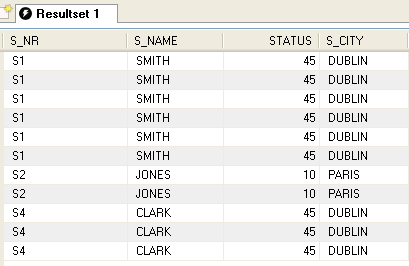 Resultset 1
S_NR S_NAME STATUS S_CITY
S1 SMITH 45 DUBLIN
S1 SMITH 45 DUBLIN
S1 SMITH 45 DUBLIN
S1 SMITH 45 DUBLIN
S1 SMITH 45 DUBLIN
S1 SMITH 45 DUBLIN
S2 JONES 10 PARIS
S2 JONES 10 PARIS
S4 CLARK 45 DUBLIN
S4 CLARK 45 DUBLIN
S4 CLARK 45 DUBLIN